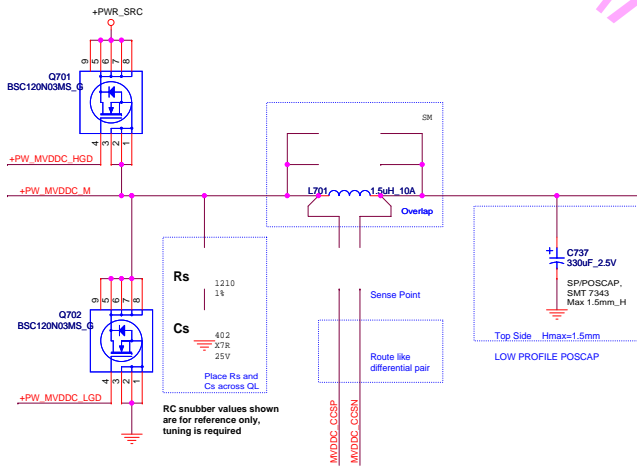 +PWR_SRC
9 5 6 7 8
Q701
BSC120N03MS_G
4 3 2 1
+PW_MVDDC_HGD
+PW_MVDDC_M
SM
L701
1.5uH_10A
Overlap
C737
330uF_2.5V
SP/POSCAP,
SMT 7343
Max 1.5mm_H
Top Side Hmax=1.5mm
LOW PROFILE POSCAP
Rs
1210
1%
Cs
402
X7R
25V
Place Rs and
Cs across QL
Sense Point
Route like
differential pair
9 5 6 7 8
Q702
BSC120N03MS_G
4 3 2 1
+PW_MVDDC_LGD
RC snubber values shown
are for reference only,
tuning is required
MVDDC_CCSP
MVDDC_CCSN